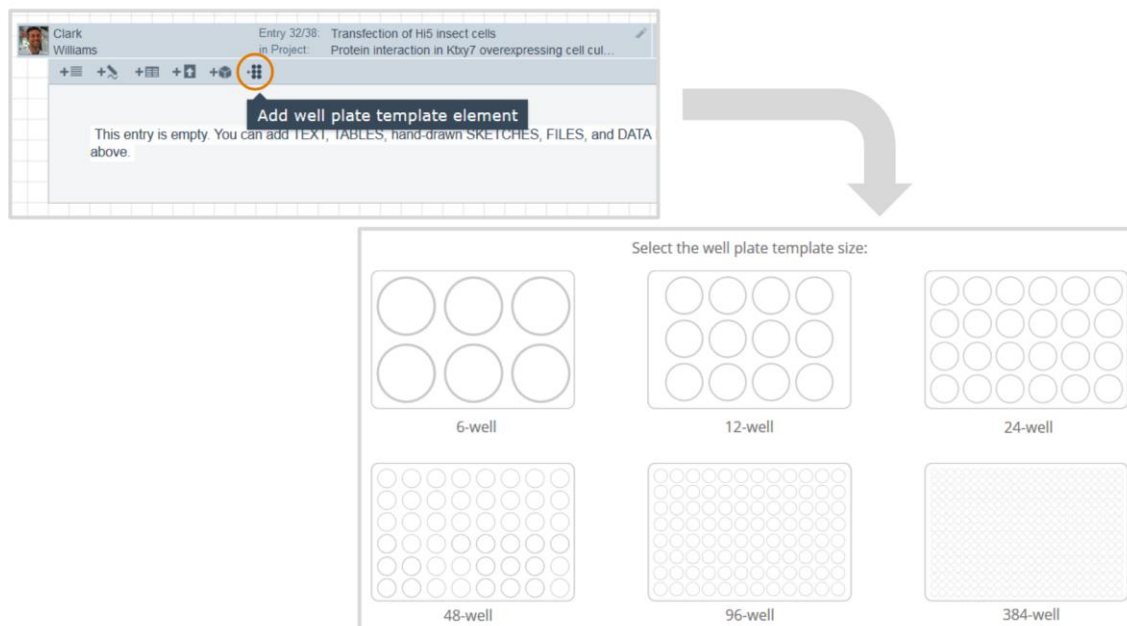 Clark
Williams
Entry 32/38: Transfection of Hi5 insect cells
in Project: Protein interaction in Ktxy7 overexpressing cell cul...
Add well plate template element
This entry is empty. You can add TEXT, TABLES, hand-drawn SKETCHES, FILES, and DATA
above.
Select the well plate template size:
6-well 12-well 24-well
48-well 96-well 384-well